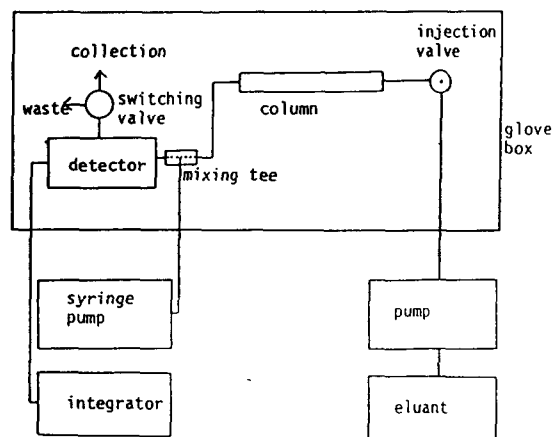 injection
valve
collection
waste
switching
valve
column
glove
box
detector
mixing tee
syringe
pump
pump
integrator
eluant